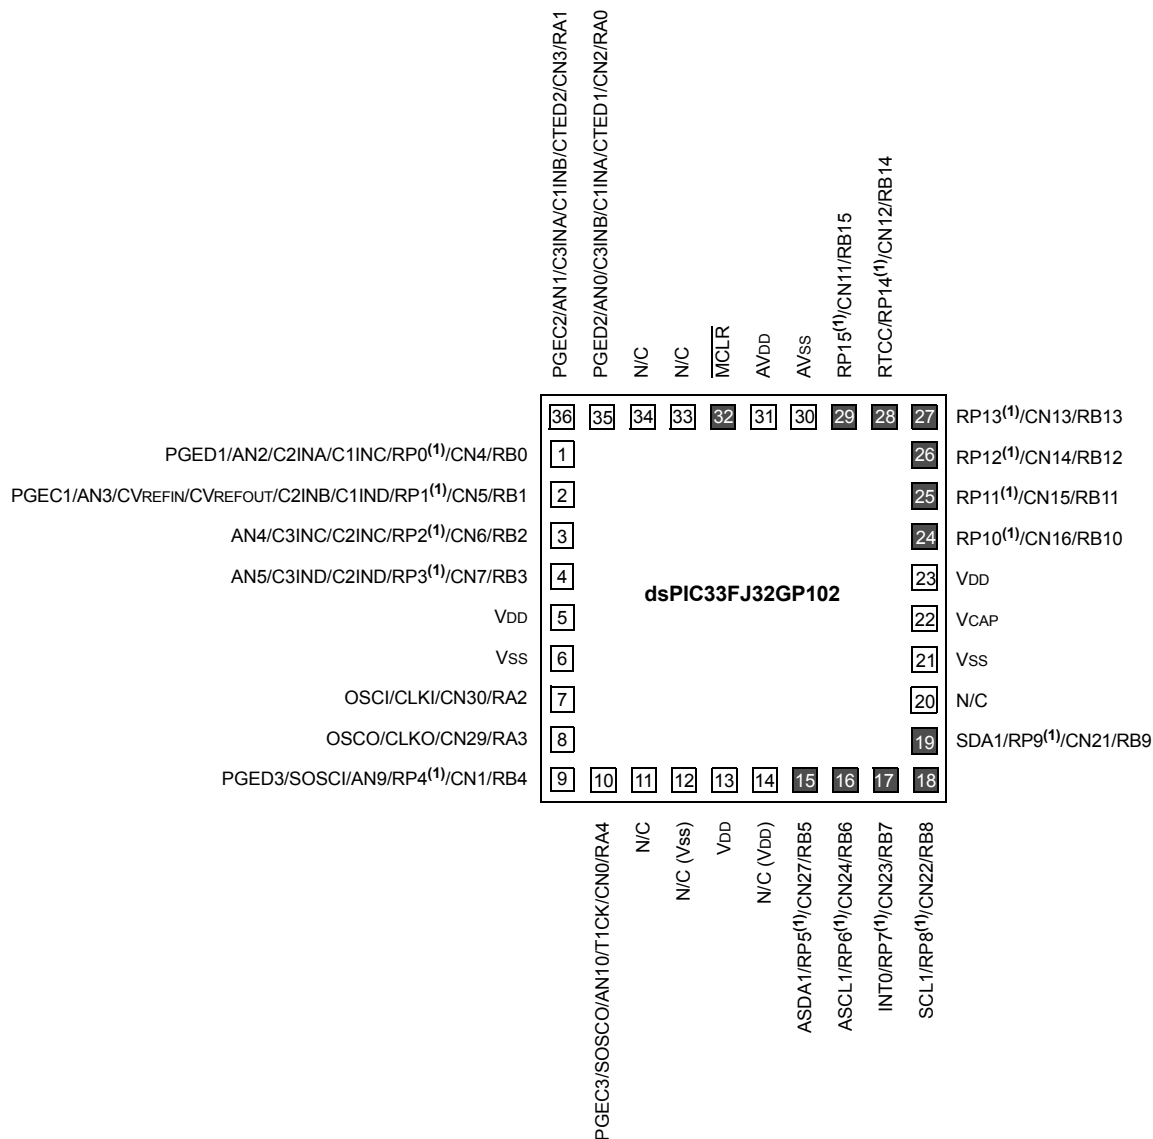 PGEC2/AN1/C3INA/C1INB/CTED2/CN3/RA1
PGED2/AN0/C3INB/C1INA/CTED1/CN2/RA0
N/C
N/C
MCLR
AVDD
AVSS
RP15(1)/CN11/RB15
RTCC/RP14(1)/CN12/RB14
36 35 34 33 32 31 30 29 28 27
RP13(1)/CN13/RB13
PGED1/AN2/C2INA/C1INC/RP0(1)/CN4/RB0 1
26 RP12(1)/CN14/RB12
PGEC1/AN3/CVREFIN/CVREFOUT/C2INB/C1IND/RP1(1)/CN5/RB1 2
25 RP11(1)/CN15/RB11
AN4/C3INC/C2INC/RP2(1)/CN6/RB2 3
24 RP10(1)/CN16/RB10
AN5/C3IND/C2IND/RP3(1)/CN7/RB3 4
dsPIC33FJ32GP102
23 VDD
VDD 5
22 VCAP
VSS 6
21 VSS
OSCI/CLKI/CN30/RA2 7
20 N/C
OSCO/CLKO/CN29/RA3 8
19 SDA1/RP9(1)/CN21/RB9
PGED3/SOSCI/AN9/RP4(1)/CN1/RB4
9 10 11 12 13 14 15 16 17 18
PGEC3/SOSCO/AN10/T1CK/CN0/RA4
N/C
N/C (Vss)
VDD
N/C (VDD)
ASDA1/RP5(1)/CN27/RB5
ASCL1/RP6(1)/CN24/RB6
INT0/RP7(1)/CN23/RB7
SCL1/RP8(1)/CN22/RB8